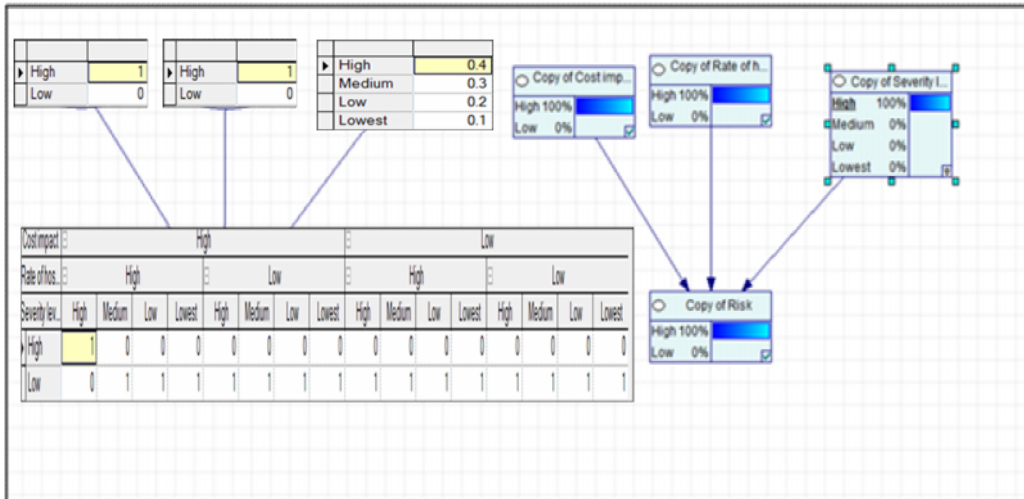 High 1
Low 0
High 1
Low 0
High 0.4
Medium 0.3
Low 0.2
Lowest 0.1
Copy of Cost imp...
High 100%
Low 0%
Copy of Rate of h...
High 100%
Low 0%
Copy of Severity l...
High 100%
Medium 0%
Low 0%
Lowest 0%
Cost impact High Low
Rate of hos... High Low High Low
Severity lev... High Medium Low Lowest High Medium Low Lowest High Medium Low Lowest High Medium Low Lowest
High 1 0 0 0 0 0 0 0 0 0 0 0 0 0 0 0
Low 0 1 1 1 1 1 1 1 1 1 1 1 1 1 1 1
Copy of Risk
High 100%
Low 0%